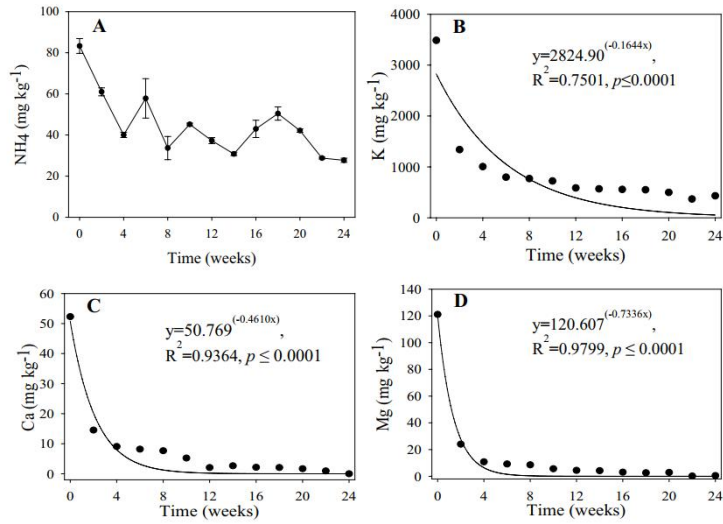 A
NH4 (mg kg-1)
100
80
60
40
20
0
0 4 8 12 16 20 24
Time (weeks)
B
y=2824.90(-0.1644x),
R2=0.7501, p≤0.0001
K (mg kg-1)
4000
3000
2000
1000
0
0 4 8 12 16 20 24
Time (weeks)
C
y=50.769(-0.4610x),
R2=0.9364, p ≤ 0.0001
Ca (mg kg-1)
60
50
40
30
20
10
0
0 4 8 12 16 20 24
Time (weeks)
D
y=120.607(-0.7336x),
R2=0.9799, p ≤ 0.0001
Mg (mg kg-1)
140
120
100
80
60
40
20
0
0 4 8 12 16 20 24
Time (weeks)